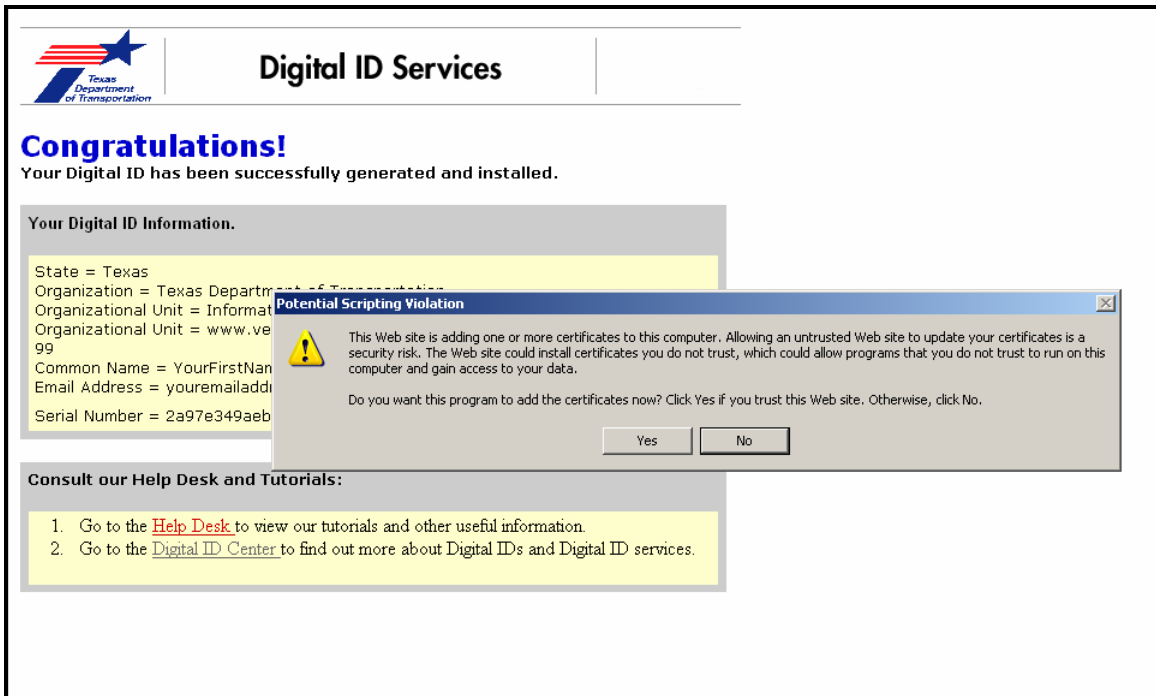 Texas
Department
of Transportation
Digital ID Services
Congratulations!
Your Digital ID has been successfully generated and installed.
Your Digital ID Information.
State = Texas
Organization = Texas Department of Transportation
Organizational Unit = Informat
Organizational Unit = www.ve
99
Common Name = YourFirstNam
Email Address = youremailaddr
Serial Number = 2a97e349aeb
Potential Scripting Violation
This Web site is adding one or more certificates to this computer. Allowing an untrusted Web site to update your certificates is a
security risk. The Web site could install certificates you do not trust, which could allow programs that you do not trust to run on this
computer and gain access to your data.
Do you want this program to add the certificates now? Click Yes if you trust this Web site. Otherwise, click No.
Yes
No
Consult our Help Desk and Tutorials:
1. Go to the Help Desk to view our tutorials and other useful information.
2. Go to the Digital ID Center to find out more about Digital IDs and Digital ID services.